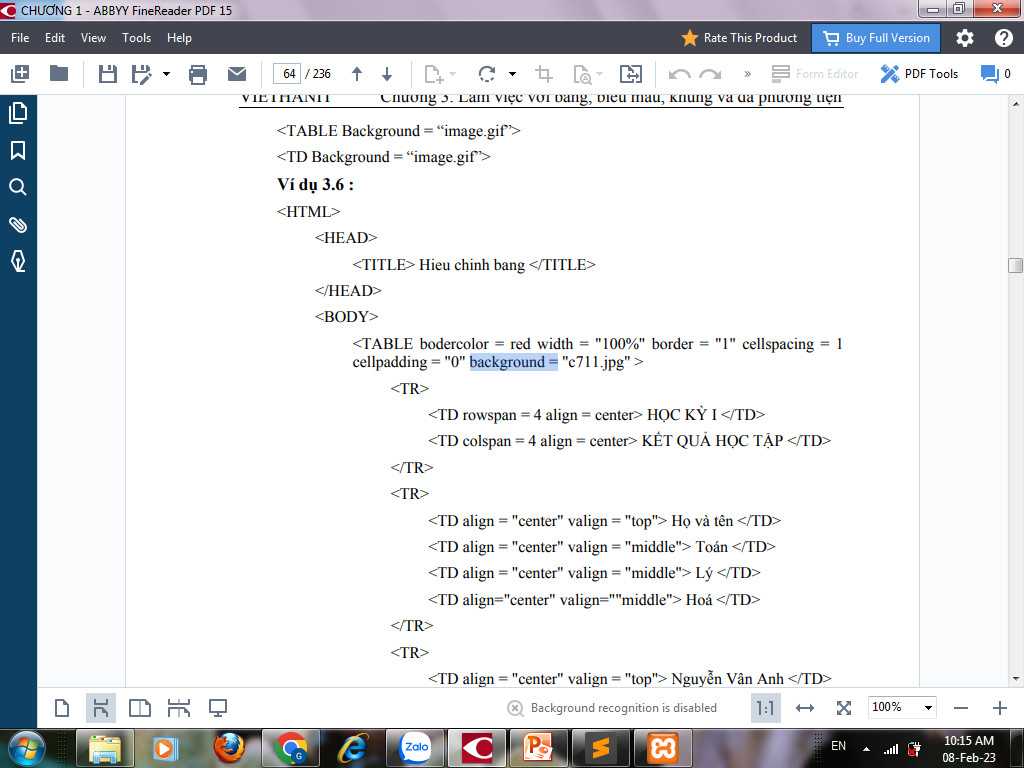 CHƯƠNG 1 - ABBYY FineReader PDF 15
File Edit View Tools Help
Rate This Product
Buy Full Version
64 / 236
»
Form Editor
PDF Tools
0
VIETHANIT Chương 3: Làm việc với bảng, biểu mẫu, khung và đa phương tiện
<TABLE Background = “image.gif”>
<TD Background = “image.gif”>
Ví dụ 3.6 :
<HTML>
<HEAD>
<TITLE> Hieu chinh bang </TITLE>
</HEAD>
<BODY>
<TABLE bodercolor = red width = "100%" border = "1" cellspacing = 1
cellpadding = "0" background = "c711.jpg" >
<TR>
<TD rowspan = 4 align = center> HỌC KỲ I </TD>
<TD colspan = 4 align = center> KẾT QUẢ HỌC TẬP </TD>
</TR>
<TR>
<TD align = "center" valign = "top"> Họ và tên </TD>
<TD align = "center" valign = "middle"> Toán </TD>
<TD align = "center" valign = "middle"> Lý </TD>
<TD align="center" valign=""middle"> Hoá </TD>
</TR>
<TR>
<TD align = "center" valign = "top"> Nguyễn Vân Anh </TD>
Background recognition is disabled
1:1
100%
Zalo
EN
10:15 AM
08-Feb-23